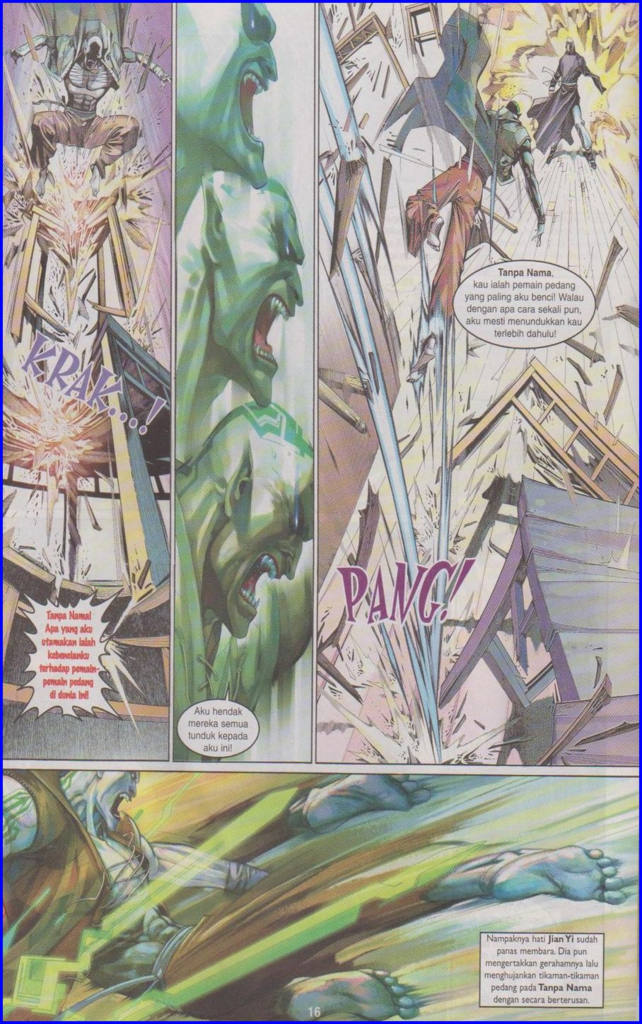 KRAK....!
Tanpa Nama!
Apa yang aku
utamakan ialah
kebencianku
terhadap pemain-
pemain pedang
di dunia ini!
Aku hendak
mereka semua
tunduk kepada
aku ini!
Tanpa Nama,
kau ialah pemain pedang
yang paling aku benci! Walau
dengan apa cara sekali pun,
aku mesti menundukkan kau
terlebih dahulu!
PANG!
Nampaknya hati Jian Yi sudah
panas membara. Dia pun
mengertakkan gerahamnya lalu
menghujankan tikaman-tikaman
pedang pada Tanpa Nama
dengan secara berterusan.
16